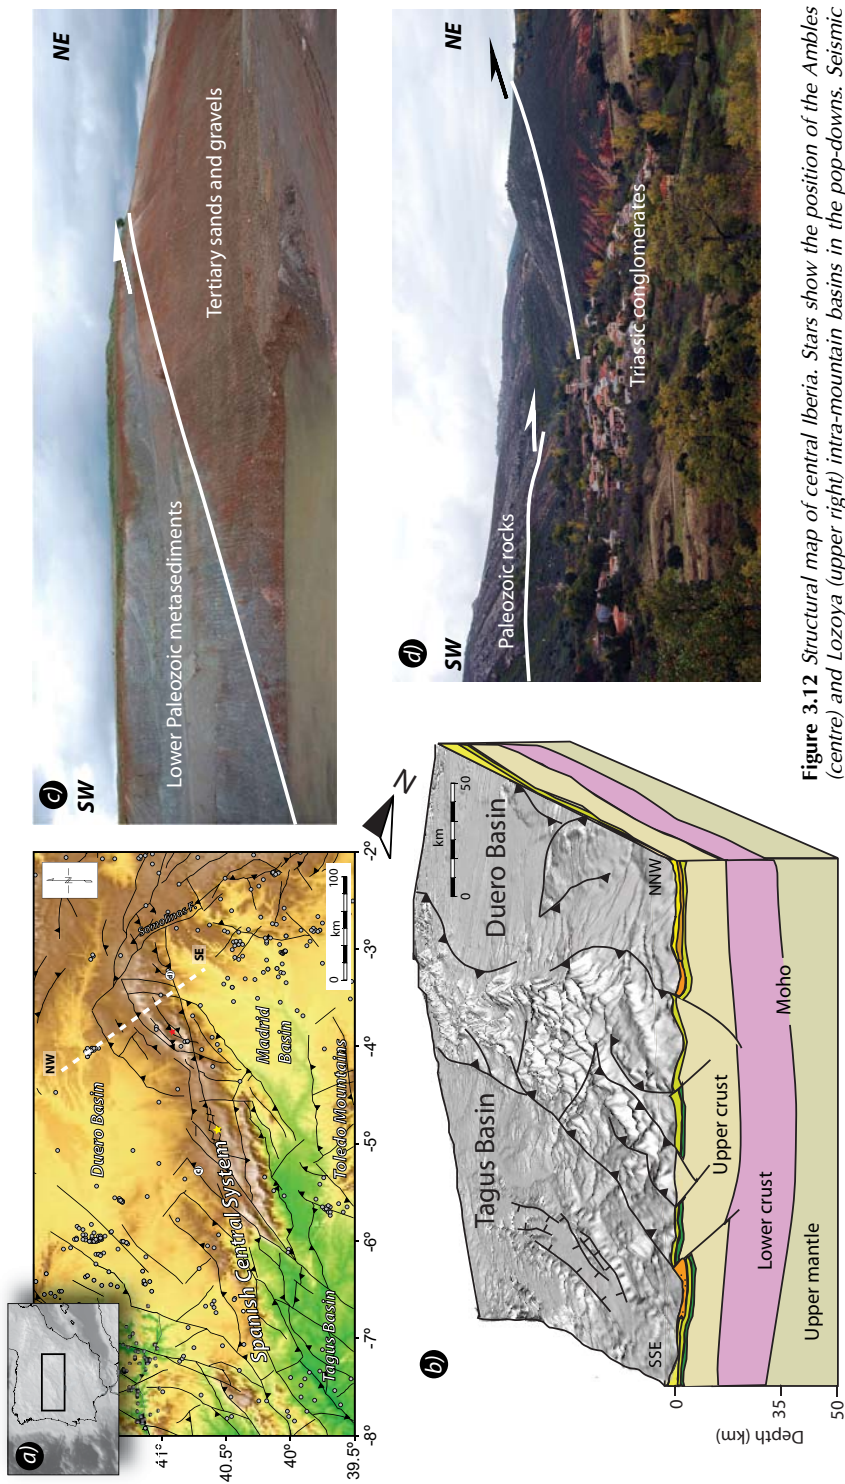 a)
41°
40.5°
40°
39.5°
-8°
-7°
-6°
-5°
-4°
-3°
-2°
Duero Basin
NW
SE
Somolinos F.
Spanish Central System
Madrid
Basin
Tagus Basin
Toledo Mountains
N
0 km 100
b)
Tagus Basin
Duero Basin
N
km
0 50
SSE
NNW
Upper crust
Lower crust
Moho
Upper mantle
0
35
50
Depth (km)
c)
SW
NE
Lower Paleozoic metasediments
Tertiary sands and gravels
d)
SW
NE
Paleozoic rocks
Triassic conglomerates
Figure 3.12 Structural map of central Iberia. Stars show the position of the Ambles
(centre) and Lozoya (upper right) intra-mountain basins in the pop-downs. Seismic